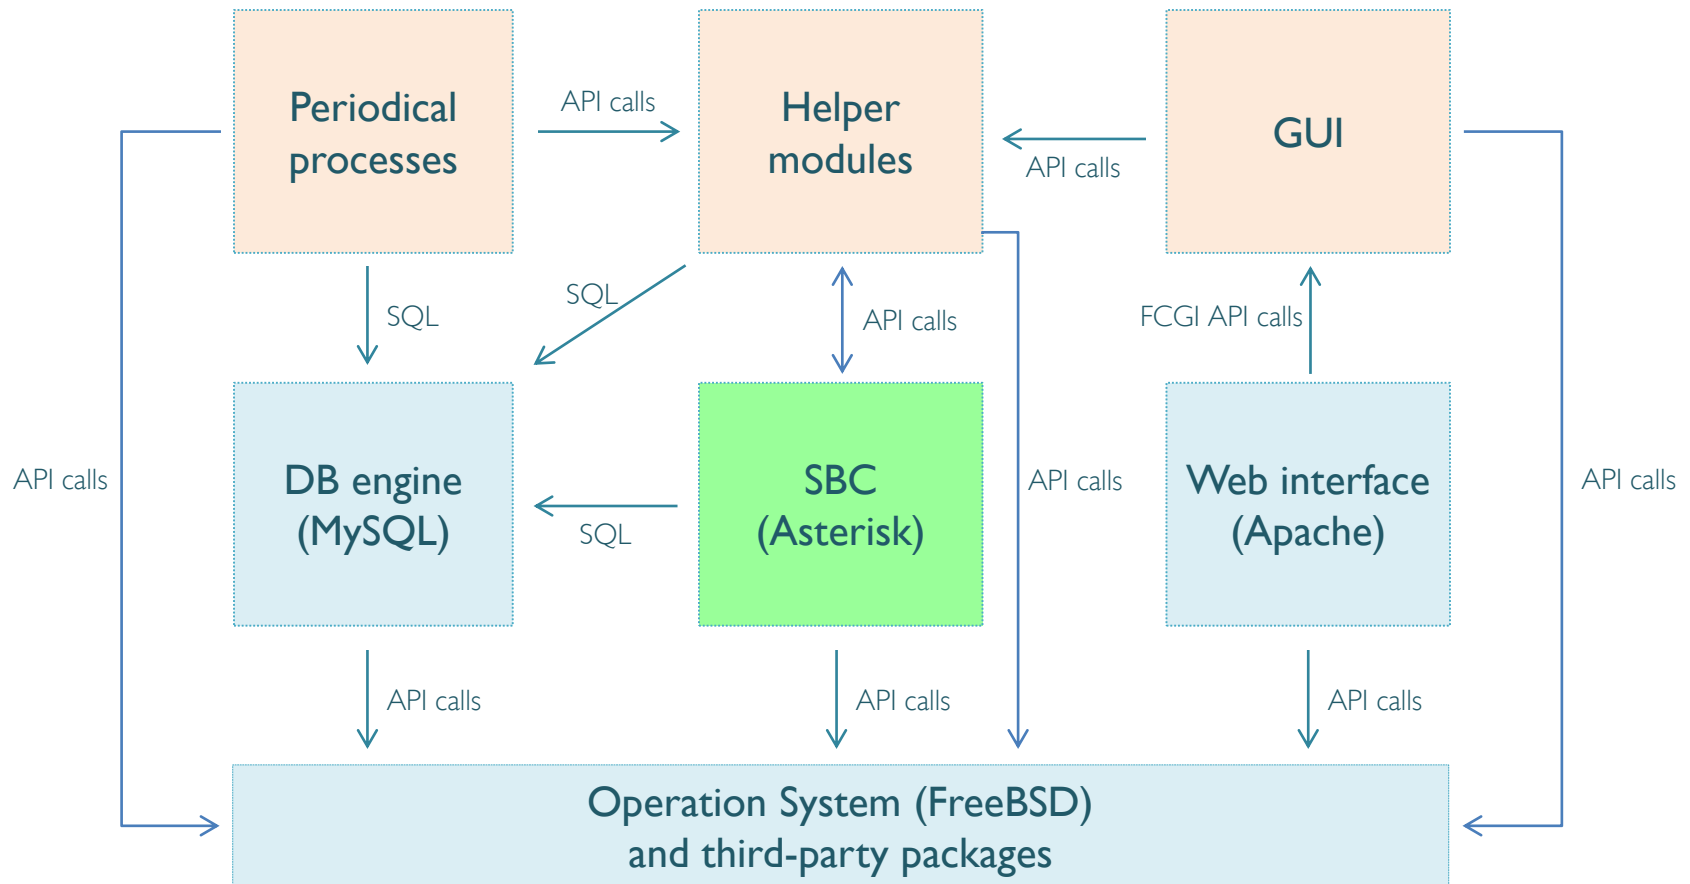 Periodical
processes
API calls
Helper
modules
API calls
GUI
SQL
SQL
API calls
FCGI API calls
API calls
DB engine
(MySQL)
SQL
SBC
(Asterisk)
API calls
Web interface
(Apache)
API calls
API calls
API calls
API calls
Operation System (FreeBSD)
and third-party packages